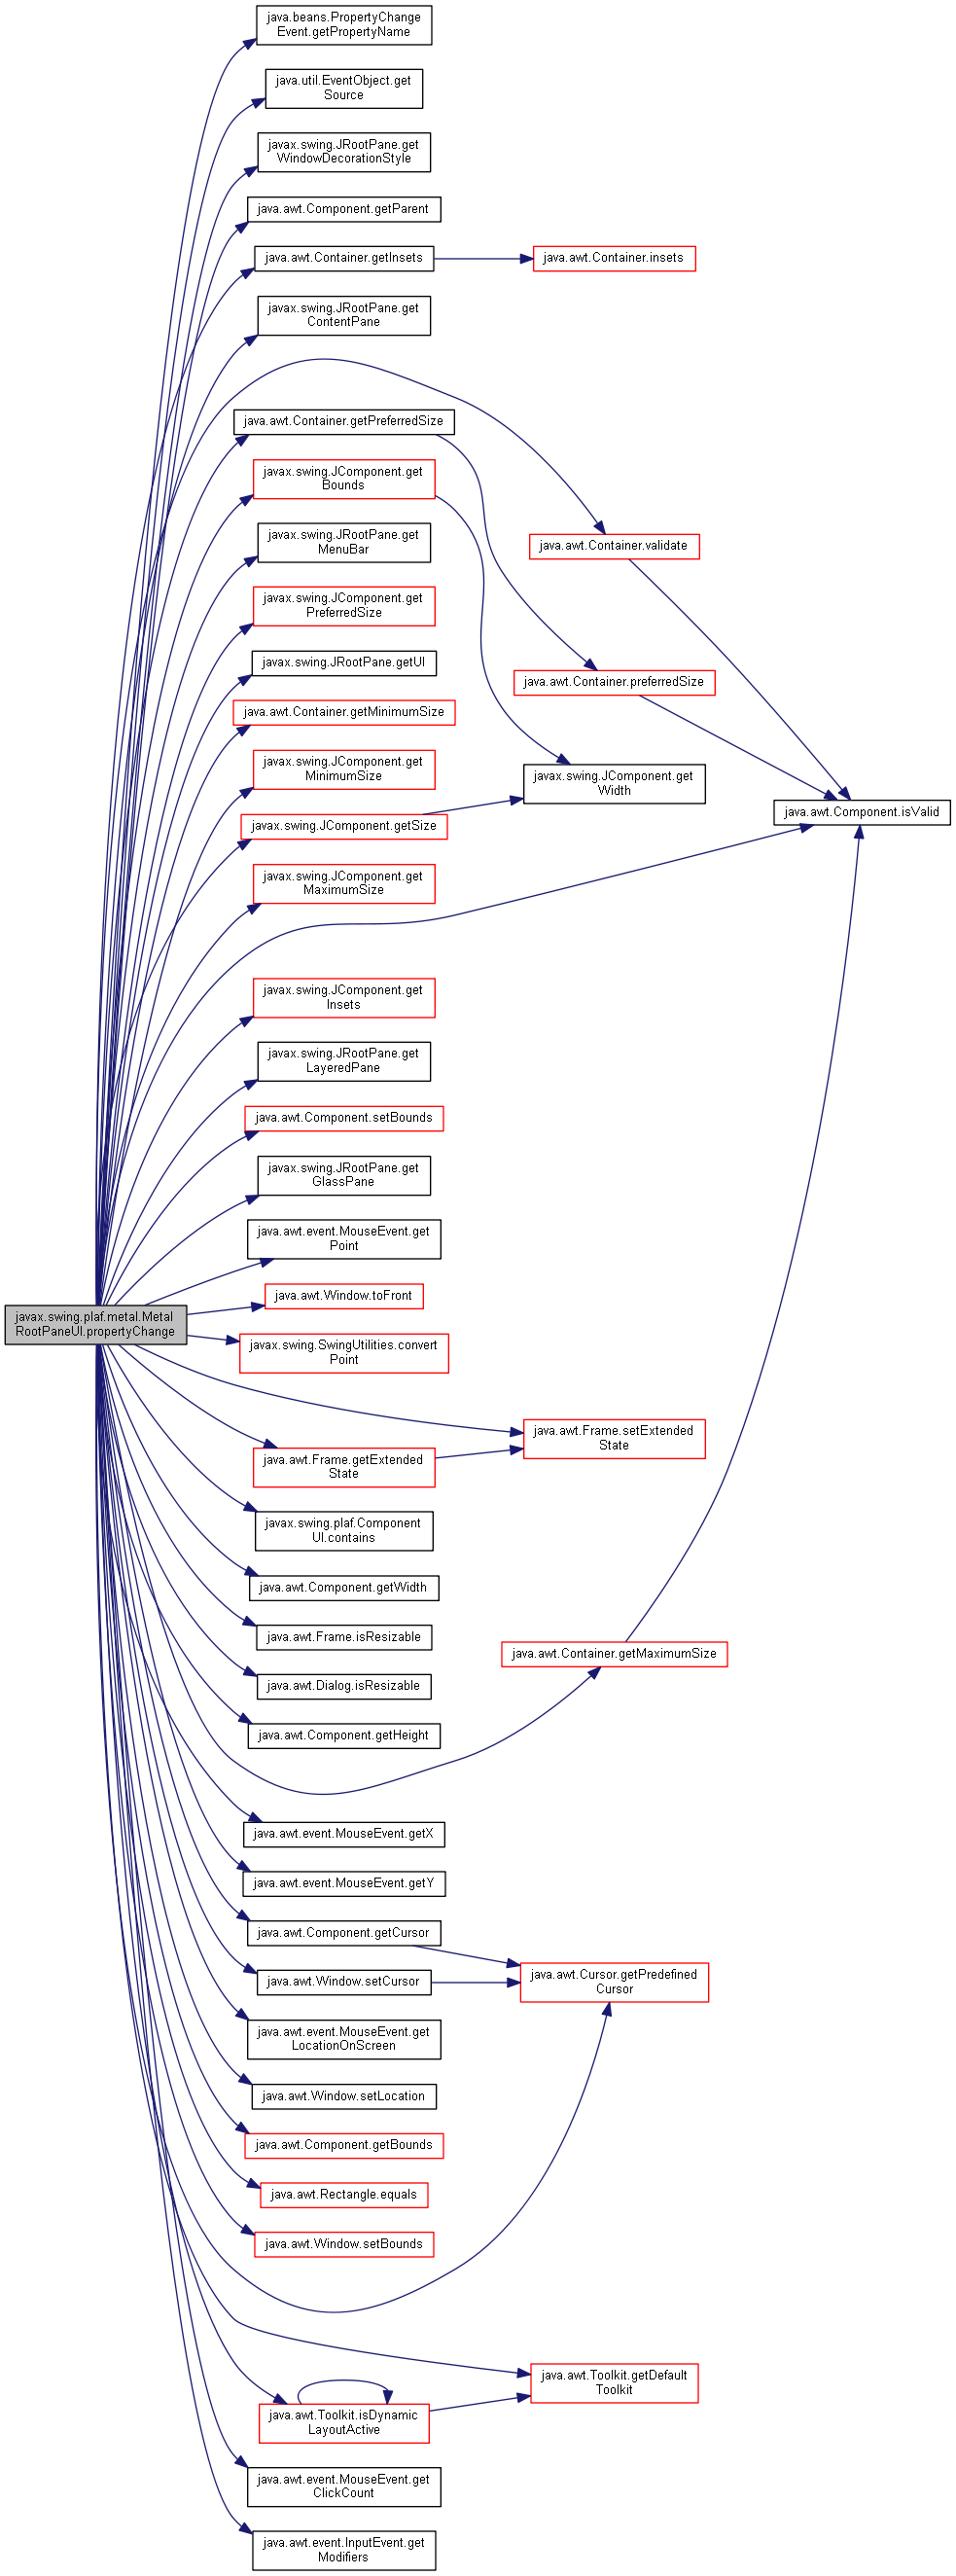 java.beans.PropertyChange
Event.getPropertyName
java.util.EventObject.get
Source
javax.swing.JRootPane.get
WindowDecorationStyle
java.awt.Component.getParent
java.awt.Container.getInsets
java.awt.Container.insets
javax.swing.JRootPane.get
ContentPane
java.awt.Container.getPreferredSize
javax.swing.JComponent.get
Bounds
javax.swing.JRootPane.get
MenuBar
java.awt.Container.validate
javax.swing.JComponent.get
PreferredSize
javax.swing.JRootPane.getUI
java.awt.Container.preferredSize
java.awt.Container.getMinimumSize
javax.swing.JComponent.get
MinimumSize
javax.swing.JComponent.get
Width
java.awt.Component.isValid
javax.swing.JComponent.getSize
javax.swing.JComponent.get
MaximumSize
javax.swing.JComponent.get
Insets
javax.swing.JRootPane.get
LayeredPane
java.awt.Component.setBounds
javax.swing.JRootPane.get
GlassPane
java.awt.event.MouseEvent.get
Point
java.awt.Window.toFront
javax.swing.plaf.metal.Metal
RootPaneUI.propertyChange
javax.swing.SwingUtilities.convert
Point
java.awt.Frame.setExtended
State
java.awt.Frame.getExtended
State
javax.swing.plaf.Component
UI.contains
java.awt.Component.getWidth
java.awt.Frame.isResizable
java.awt.Container.getMaximumSize
java.awt.Dialog.isResizable
java.awt.Component.getHeight
java.awt.event.MouseEvent.getX
java.awt.event.MouseEvent.getY
java.awt.Component.getCursor
java.awt.Window.setCursor
java.awt.Cursor.getPredefined
Cursor
java.awt.event.MouseEvent.get
LocationOnScreen
java.awt.Window.setLocation
java.awt.Component.getBounds
java.awt.Rectangle.equals
java.awt.Window.setBounds
java.awt.Toolkit.getDefault
Toolkit
java.awt.Toolkit.isDynamic
LayoutActive
java.awt.event.MouseEvent.get
ClickCount
java.awt.event.InputEvent.get
Modifiers